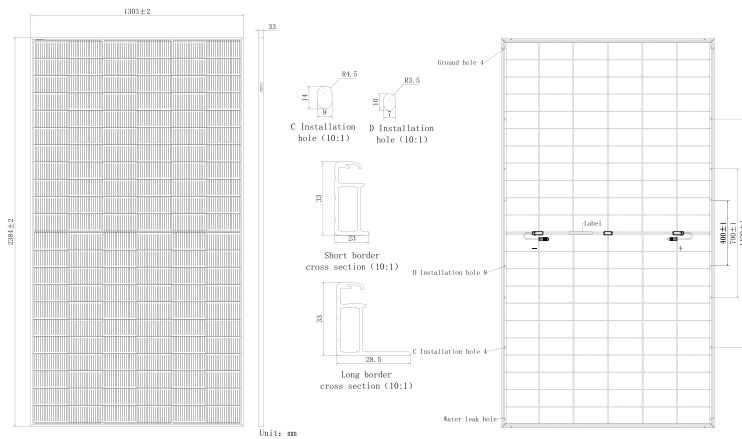 1303±2
33
2384±2
R4.5
14
9
C Installation
hole (10:1)
R3.5
10
7
D Installation
hole (10:1)
33
23
Short border
cross section (10:1)
33
28.5
Long border
cross section (10:1)
Unit: mm
Ground hole 4
Label
400±1
790±1
D Installation hole 8
C Installation hole 4
Water leak hole
- +